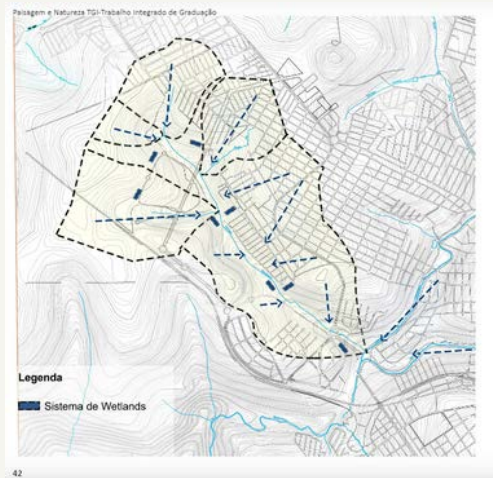 Paisagem e Natureza TGI-Trabalho Integrado de Graduação
Legenda
Sistema de Wetlands
42